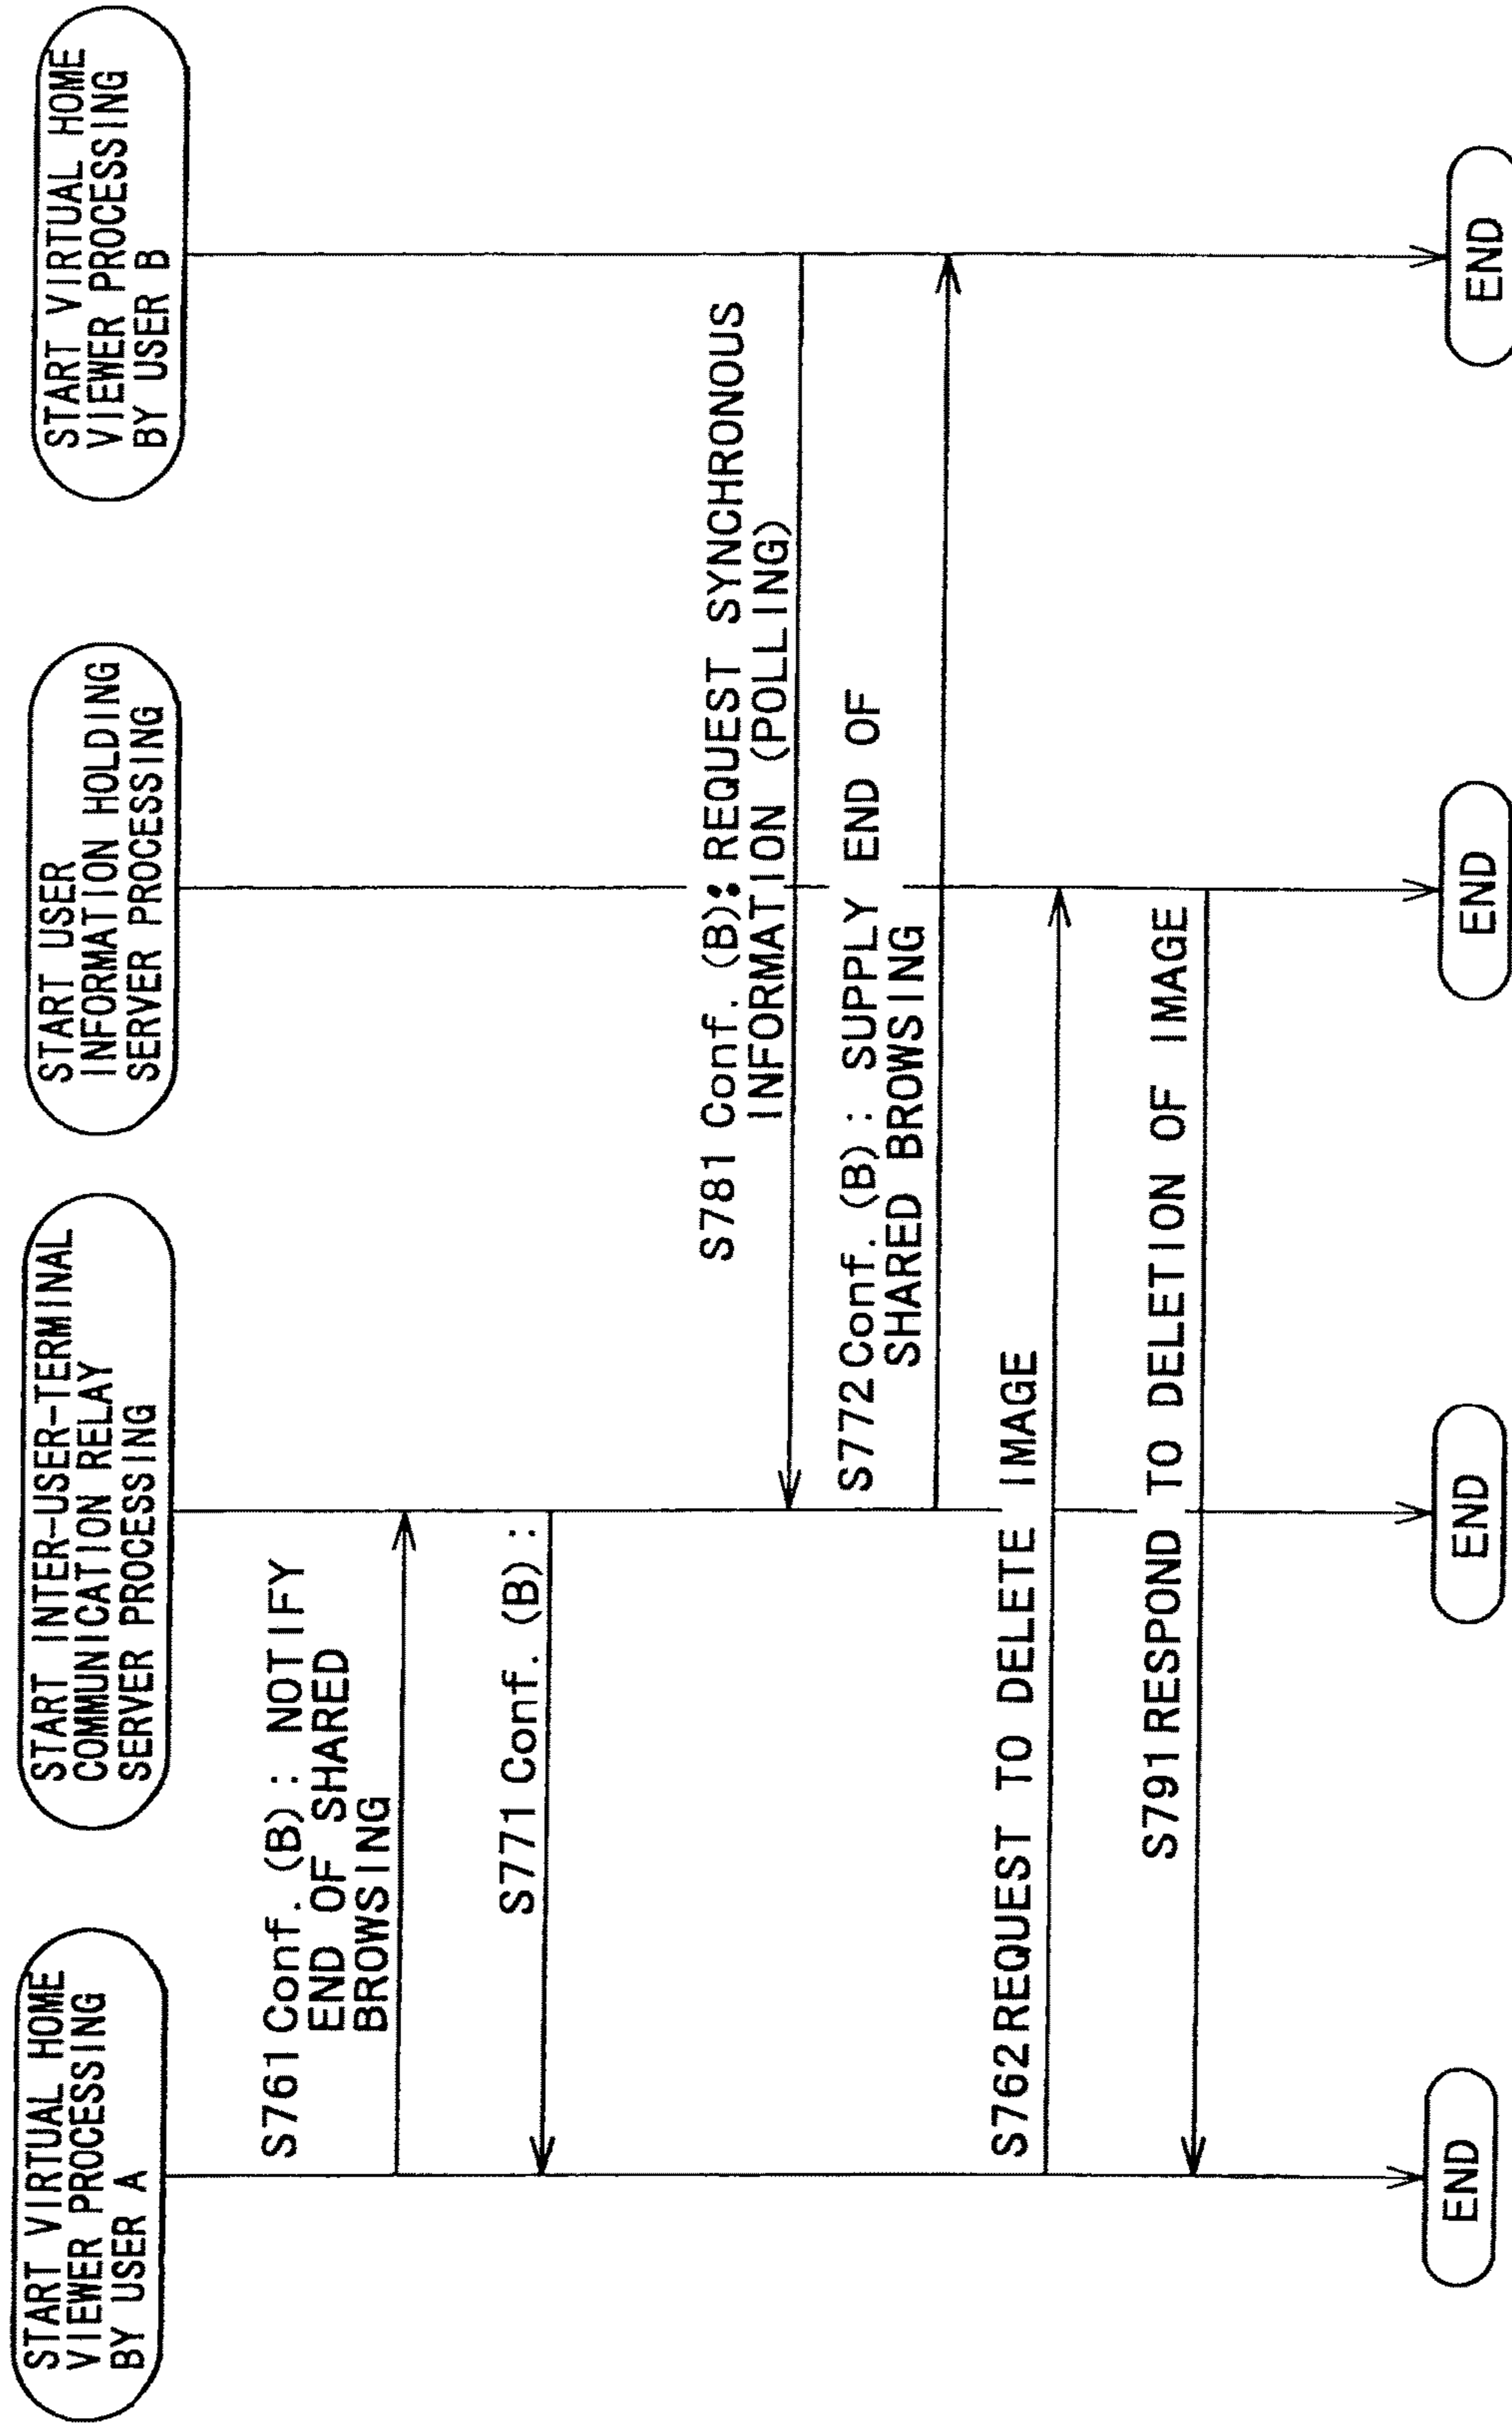 START VIRTUAL HOME
VIEWER PROCESSING
BY USER A
START INTER-USER-TERMINAL
COMMUNICATION RELAY
SERVER PROCESSING
START USER
INFORMATION HOLDING
SERVER PROCESSING
START VIRTUAL HOME
VIEWER PROCESSING
BY USER B
S761 Conf. (B) : NOTIFY
END OF SHARED
BROWSING
S771 Conf. (B) :
S781 Conf. (B): REQUEST SYNCHRONOUS
INFORMATION (POLLING)
S772 Conf. (B) : SUPPLY END OF
SHARED BROWSING
S762 REQUEST TO DELETE IMAGE
S791 RESPOND TO DELETION OF IMAGE
END
END
END
END